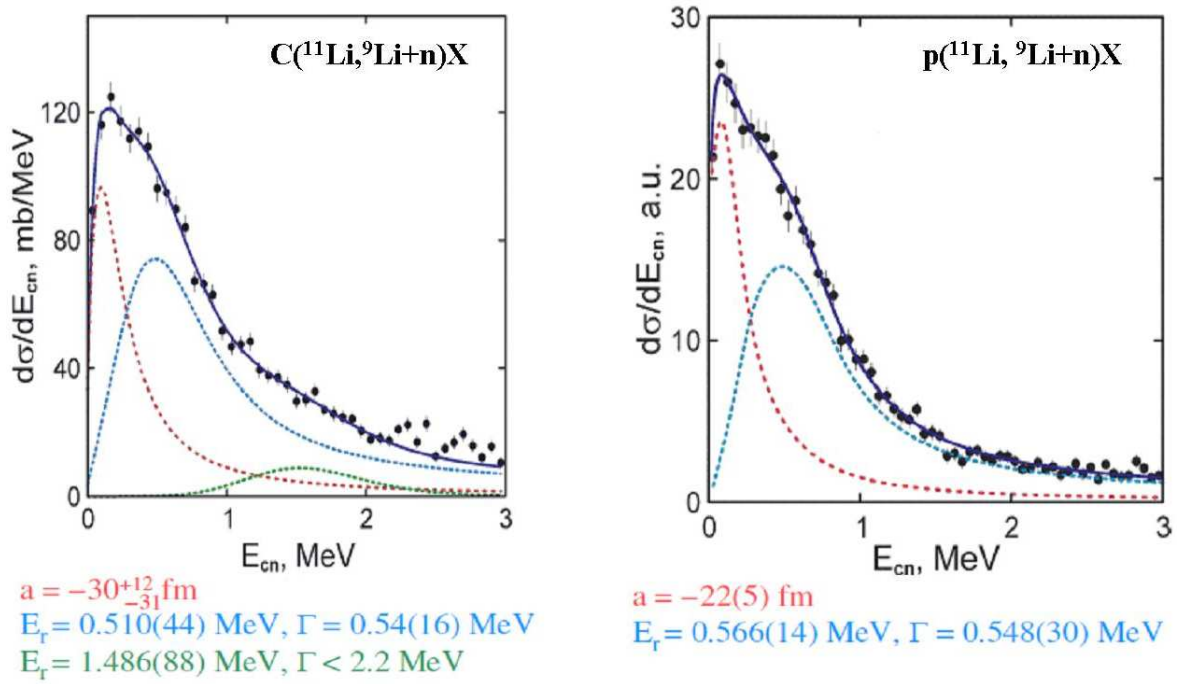 C(¹¹Li,⁹Li+n)X
120
80
40
0
dσ/dE_cn, mb/MeV
0 1 2 3
E_cn, MeV
a = −30⁺¹²₋₃₁ fm
E_r = 0.510(44) MeV, Γ = 0.54(16) MeV
E_r = 1.486(88) MeV, Γ < 2.2 MeV
p(¹¹Li, ⁹Li+n)X
30
20
10
0
dσ/dE_cn, a.u.
0 1 2 3
E_cn, MeV
a = −22(5) fm
E_r = 0.566(14) MeV, Γ = 0.548(30) MeV